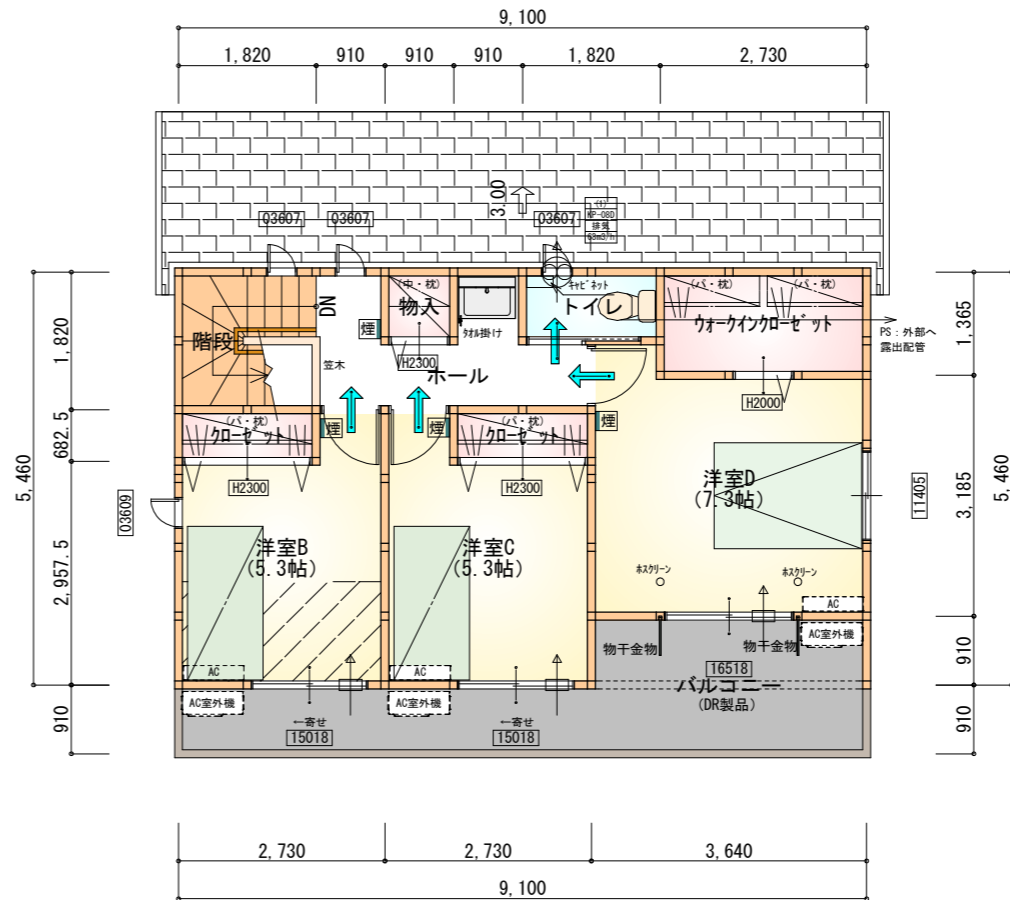 9,100
1,820
910
910
910
1,820
2,730
3.00
03607
03607
03607
(1)
KP-08D
排気
63m3/h
DN
(中・枕)
物入
ｷｬﾋﾞﾈｯﾄ
トイレ
(パ・枕)
(パ・枕)
ウォークインクローゼット
PS：外部へ
露出配管
階段
煙
ﾀｵﾙ掛け
笠木
H2300
ホール
H2000
(パ・枕)
クローゼット
煙
煙
(パ・枕)
クローゼット
煙
H2300
H2300
洋室D
(7.3帖)
洋室B
(5.3帖)
洋室C
(5.3帖)
ﾎｽｸﾘｰﾝ
ﾎｽｸﾘｰﾝ
AC
AC
AC
物干金物
物干金物
AC室外機
16518
バルコニー
(DR製品)
AC室外機
AC室外機
←寄せ
15018
←寄せ
15018
5,460
1,820
682.5
2,957.5
910
03609
1,365
3,185
910
910
5,460
11405
2,730
2,730
3,640
9,100